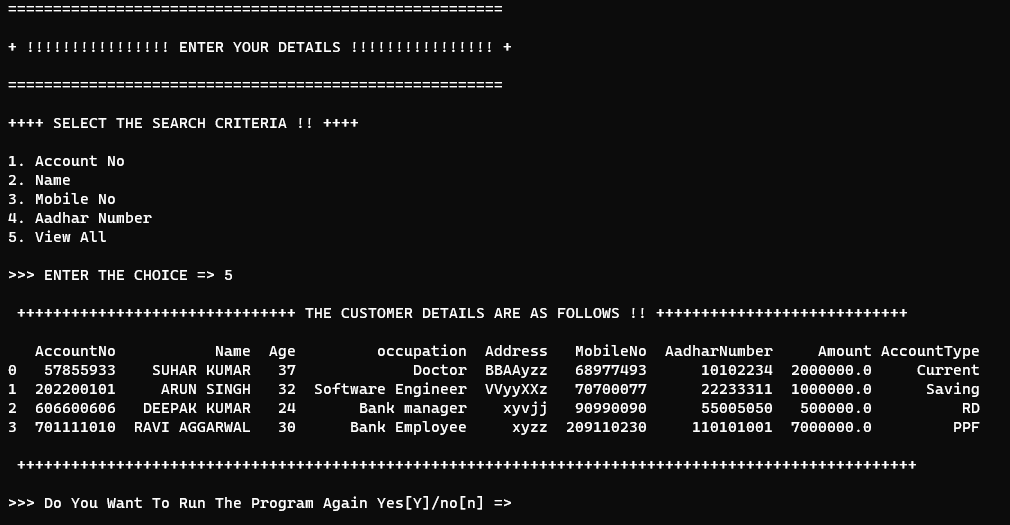 =======================================================
+ !!!!!!!!!!!!!!!! ENTER YOUR DETAILS !!!!!!!!!!!!!!!! +
=======================================================
++++ SELECT THE SEARCH CRITERIA !! ++++
1. Account No
2. Name
3. Mobile No
4. Aadhar Number
5. View All
>>> ENTER THE CHOICE => 5
+++++++++++++++++++++++++++++++ THE CUSTOMER DETAILS ARE AS FOLLOWS !! ++++++++++++++++++++++++++++
AccountNo Name Age occupation Address MobileNo AadharNumber Amount AccountType
0 57855933 SUHAR KUMAR 37 Doctor BBAAyzz 68977493 10102234 2000000.0 Current
1 202200101 ARUN SINGH 32 Software Engineer VVyyXXz 70700077 22233311 1000000.0 Saving
2 606600606 DEEPAK KUMAR 24 Bank manager xyvjj 90990090 55005050 500000.0 RD
3 701111010 RAVI AGGARWAL 30 Bank Employee xyzz 209110230 110101001 7000000.0 PPF
++++++++++++++++++++++++++++++++++++++++++++++++++++++++++++++++++++++++++++++++++++++++++++++++++++
>>> Do You Want To Run The Program Again Yes[Y]/no[n] =>